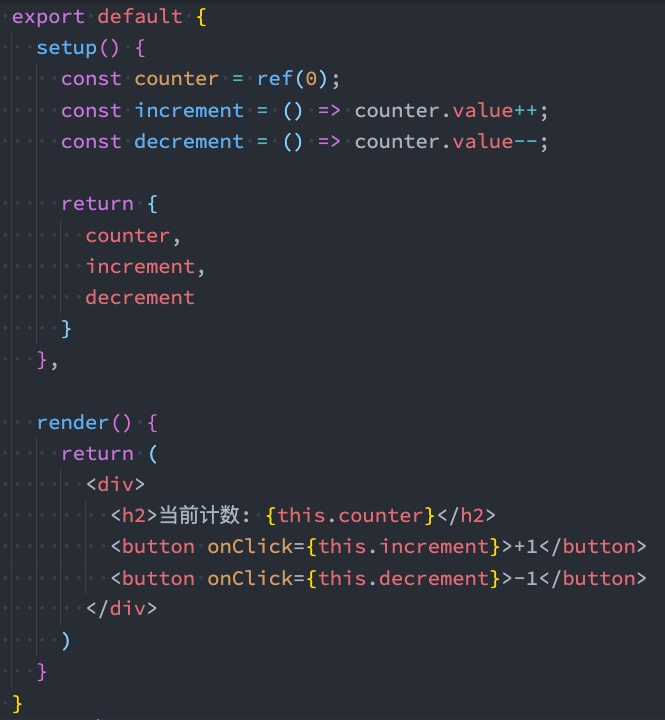 export default {
  setup() {
    const counter = ref(0);
    const increment = () => counter.value++;
    const decrement = () => counter.value--;

    return {
      counter,
      increment,
      decrement
    }
  },

  render() {
    return (
      <div>
        <h2>当前计数: {this.counter}</h2>
        <button onClick={this.increment}>+1</button>
        <button onClick={this.decrement}>-1</button>
      </div>
    )
  }
}